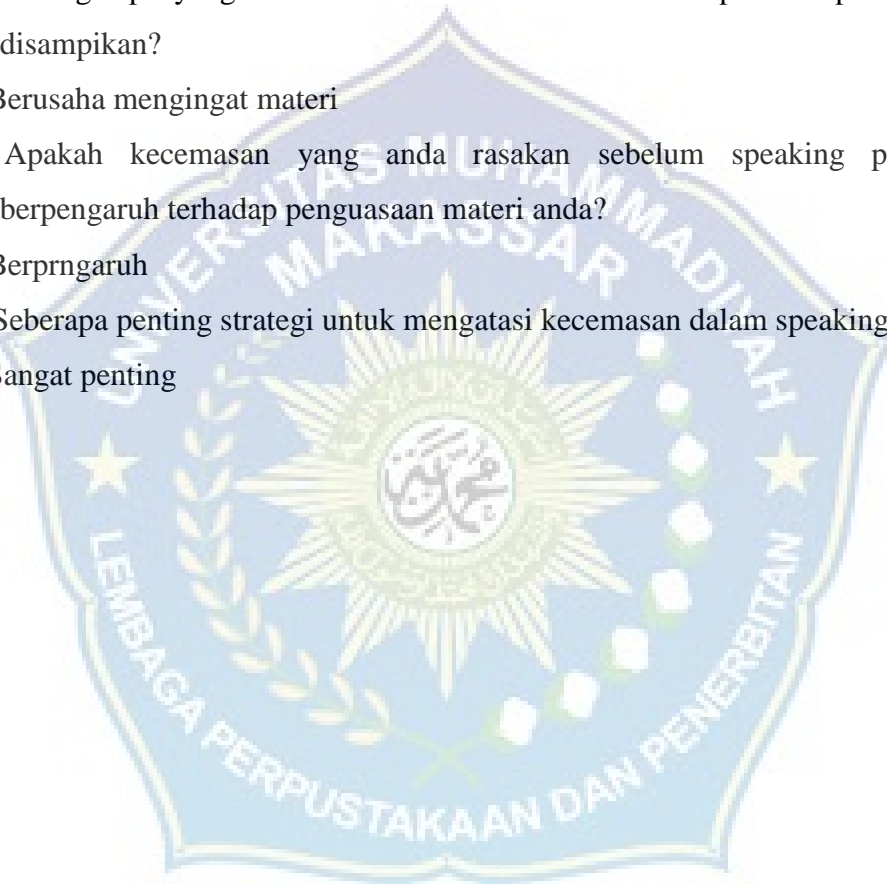 disampikan?
Berusaha mengingat materi
Apakah kecemasan yang anda rasakan sebelum speaking
berpengaruh terhadap penguasaan materi anda?
Berprngaruh
Seberapa penting strategi untuk mengatasi kecemasan dalam speaking
Sangat penting
UNIVERSITAS MUHAMMADIYAH
MAKASSAR
LEMBAGA PERPUSTAKAAN DAN PENERBITAN